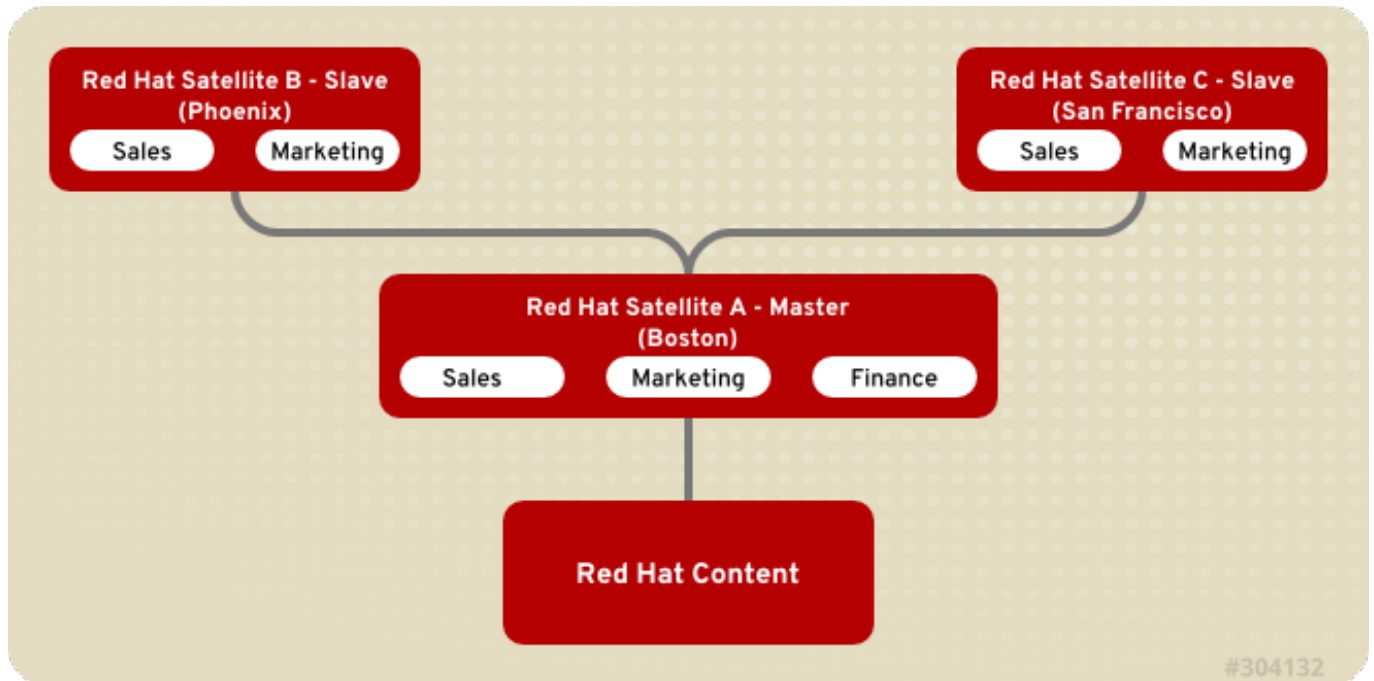 Red Hat Satellite B - Slave
(Phoenix)
Sales
Marketing
Red Hat Satellite C - Slave
(San Francisco)
Sales
Marketing
Red Hat Satellite A - Master
(Boston)
Sales
Marketing
Finance
Red Hat Content
#304132